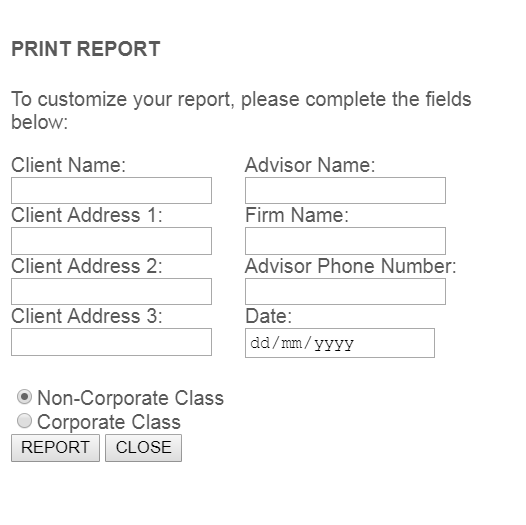 PRINT REPORT
To customize your report, please complete the fields
below:
Client Name: Advisor Name:
Client Address 1: Firm Name:
Client Address 2: Advisor Phone Number:
Client Address 3: Date:
dd/mm/yyyy
Non-Corporate Class
Corporate Class
REPORT CLOSE